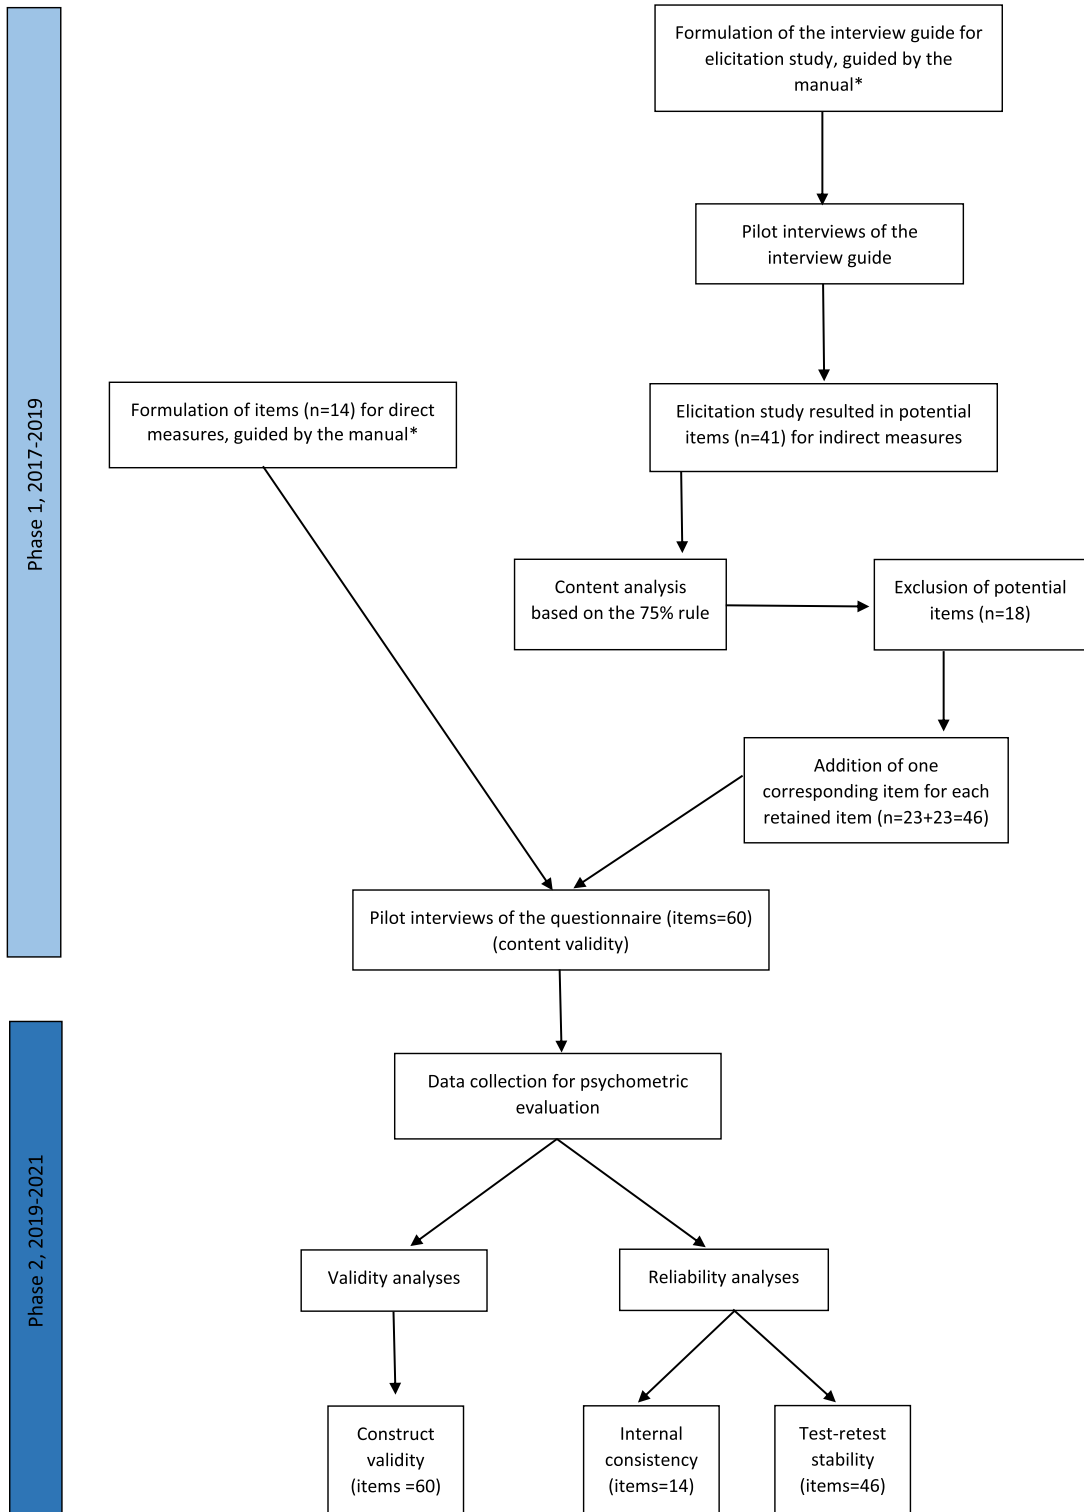 Formulation of the interview guide for
elicitation study, guided by the
manual*
Pilot interviews of the
interview guide
Phase 1, 2017-2019
Formulation of items (n=14) for direct
measures, guided by the manual*
Elicitation study resulted in potential
items (n=41) for indirect measures
Content analysis
based on the 75% rule
Exclusion of potential
items (n=18)
Addition of one
corresponding item for each
retained item (n=23+23=46)
Pilot interviews of the questionnaire (items=60)
(content validity)
Phase 2, 2019-2021
Data collection for psychometric
evaluation
Validity analyses
Reliability analyses
Construct
validity
(items =60)
Internal
consistency
(items=14)
Test-retest
stability
(items=46)